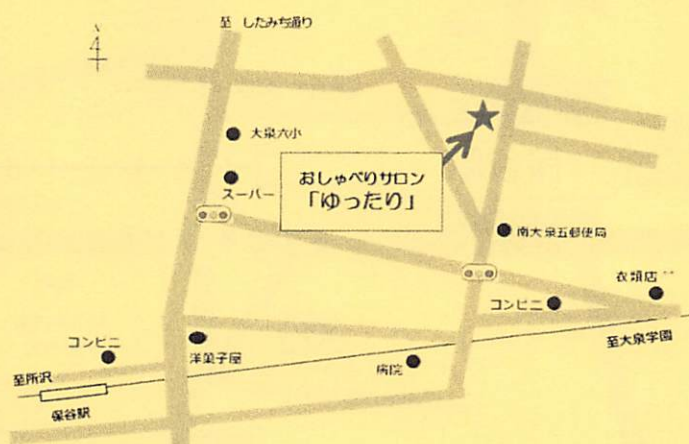 至 したみち通り
4
大泉六小
スーパー
おしゃべりサロン
「ゆったり」
南大泉五郵便局
衣類店
コンビニ
至大泉学園
コンビニ
洋菓子屋
病院
至所沢
保谷駅